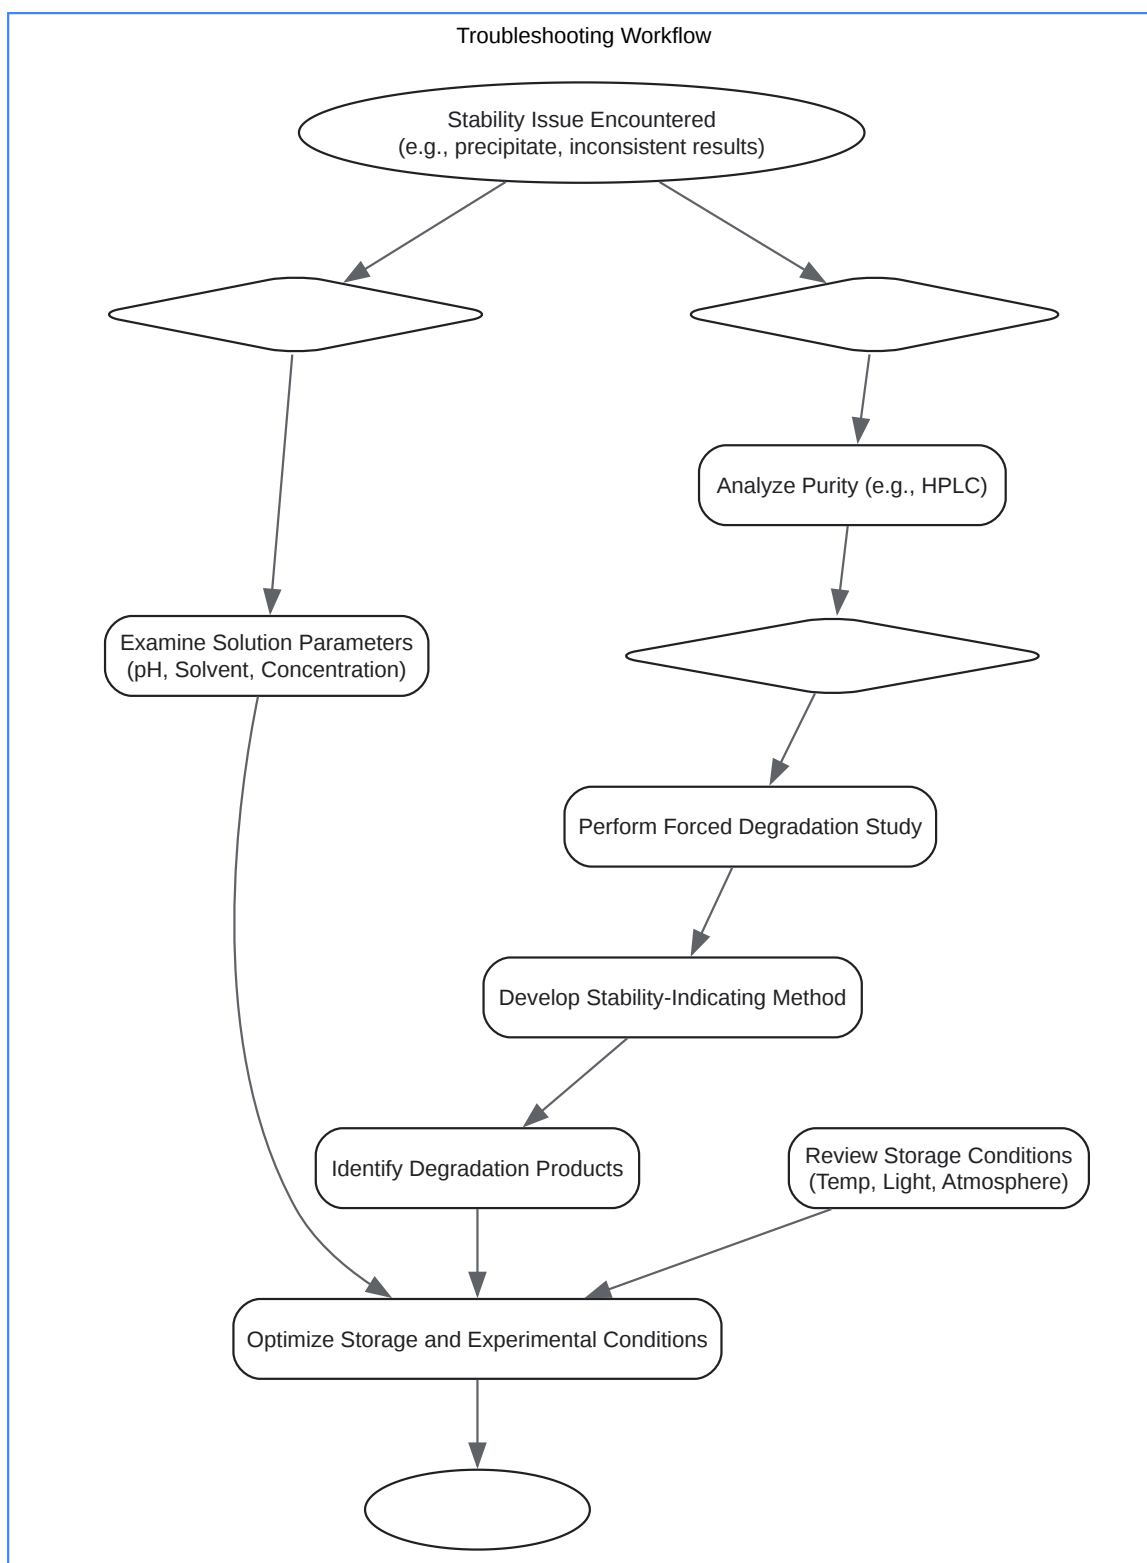 Troubleshooting Workflow
Stability Issue Encountered
(e.g., precipitate, inconsistent results)
Analyze Purity (e.g., HPLC)
Examine Solution Parameters
(pH, Solvent, Concentration)
Perform Forced Degradation Study
Develop Stability-Indicating Method
Identify Degradation Products
Review Storage Conditions
(Temp, Light, Atmosphere)
Optimize Storage and Experimental Conditions